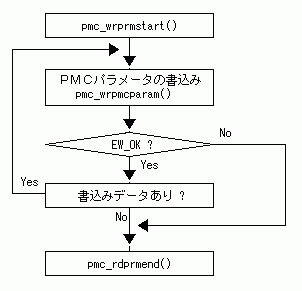 pmc_wrprmstart()
PMCパラメータの書込み
pmc_wrpmcparam()
EW_OK ?
No
Yes
Yes
書込みデータあり ?
No
pmc_rdprmend()